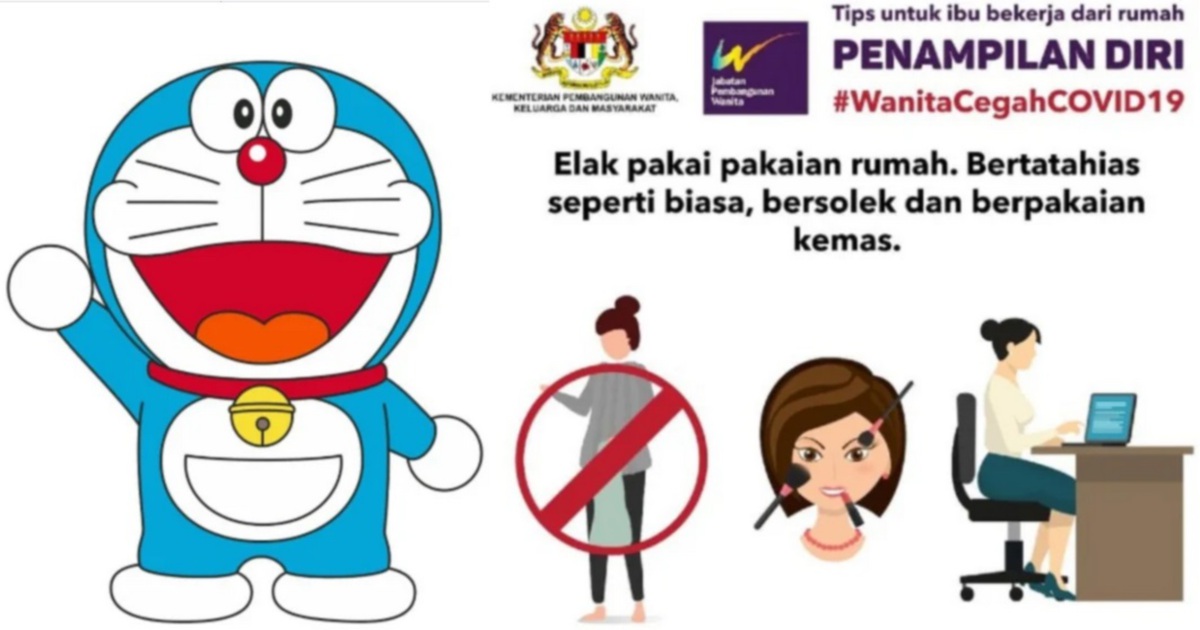 KEMENTERIAN PEMBANGUNAN WANITA,
KELUARGA DAN MASYARAKAT
Jabatan
Pembangunan
Wanita
Tips untuk ibu bekerja dari rumah
PENAMPILAN DIRI
#WanitaCegahCOVID19
Elak pakai pakaian rumah. Bertatahias
seperti biasa, bersolek dan berpakaian
kemas.